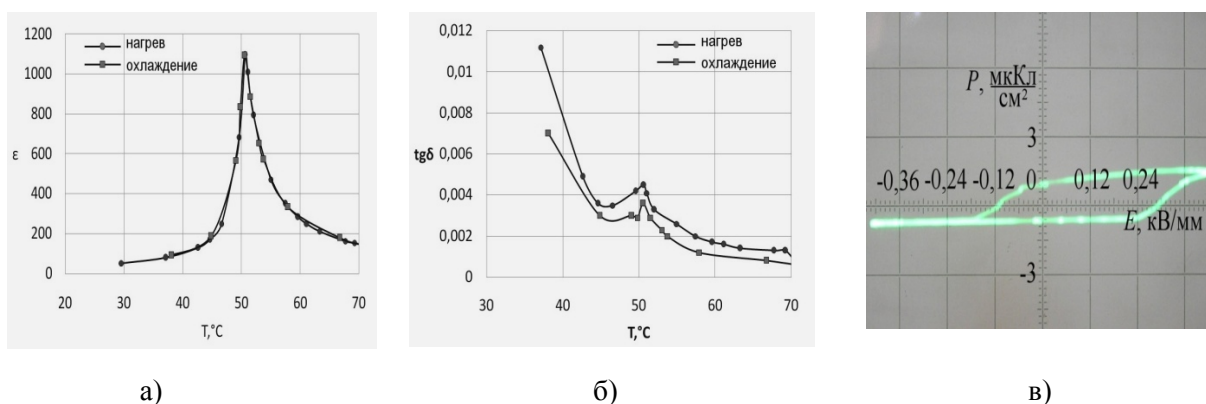 1200
1000
800
600
400
200
0
ε
20 30 40 50 60 70
T,°C
нагрев
охлаждение
а)
0,012
0,01
0,008
0,006
0,004
0,002
0
tgδ
30 40 50 60 70
T,°C
нагрев
охлаждение
б)
P, мкКл
см²
3
-0,36 -0,24 -0,12 0 0,12 0,24
E, кВ/мм
-3
в)